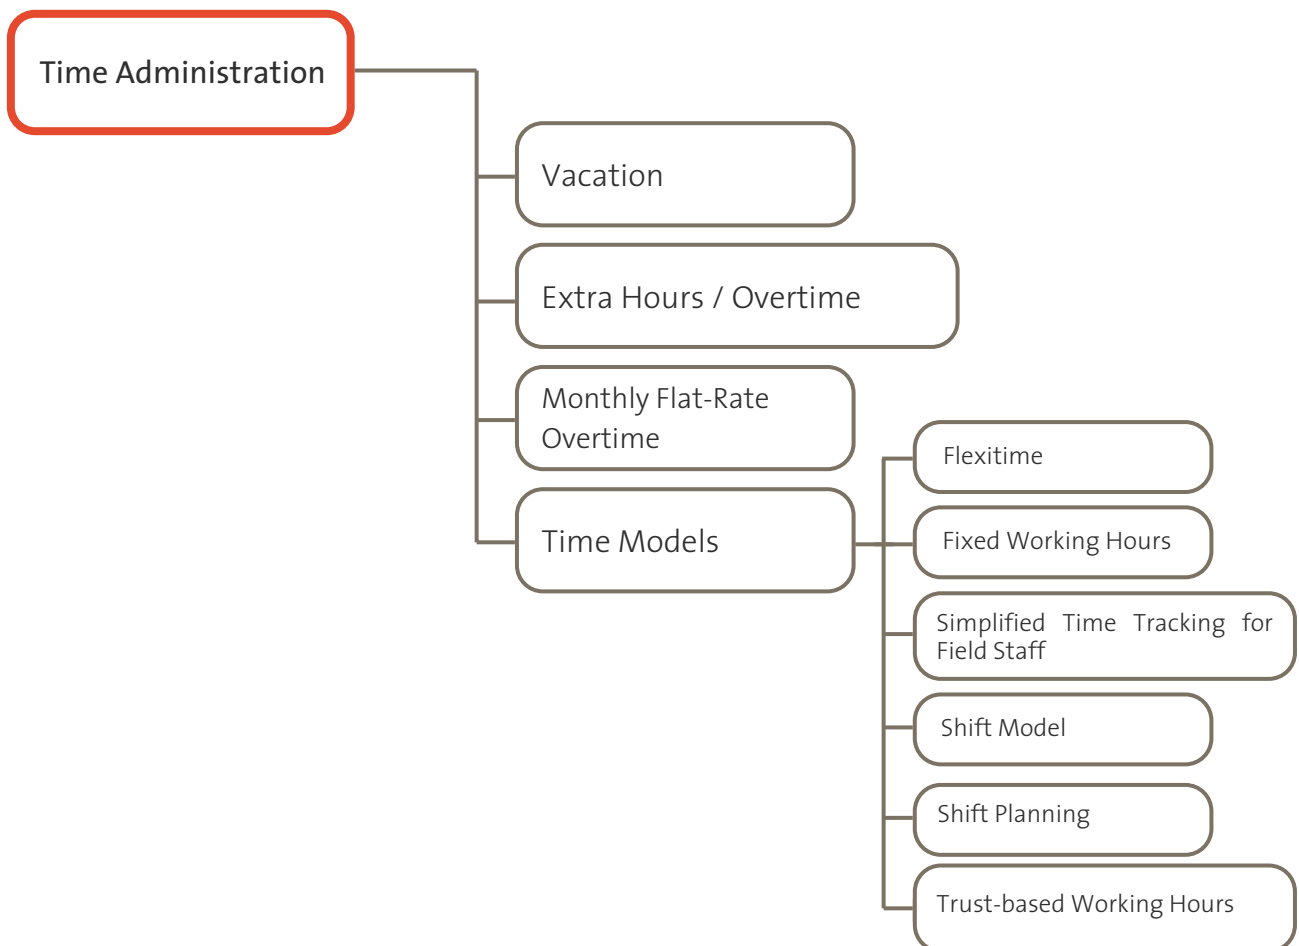 Time Administration
Vacation
Extra Hours / Overtime
Monthly Flat-Rate
Overtime
Time Models
Flexitime
Fixed Working Hours
Simplified Time Tracking for
Field Staff
Shift Model
Shift Planning
Trust-based Working Hours